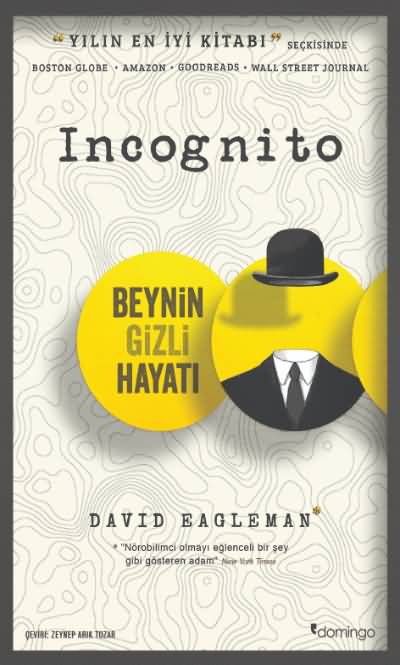 “ YILIN EN İYİ KİTABI ” SEÇKİSİNDE
BOSTON GLOBE • AMAZON • GOODREADS • WALL STREET JOURNAL
Incognito
BEYNİN
GİZLİ
HAYATI
DAVID EAGLEMAN*
* "Nörobilimci olmayı eğlenceli bir şey
gibi gösteren adam" New York Times
ÇEVİRİ: ZEYNEP ARIK TOZAR
domingo